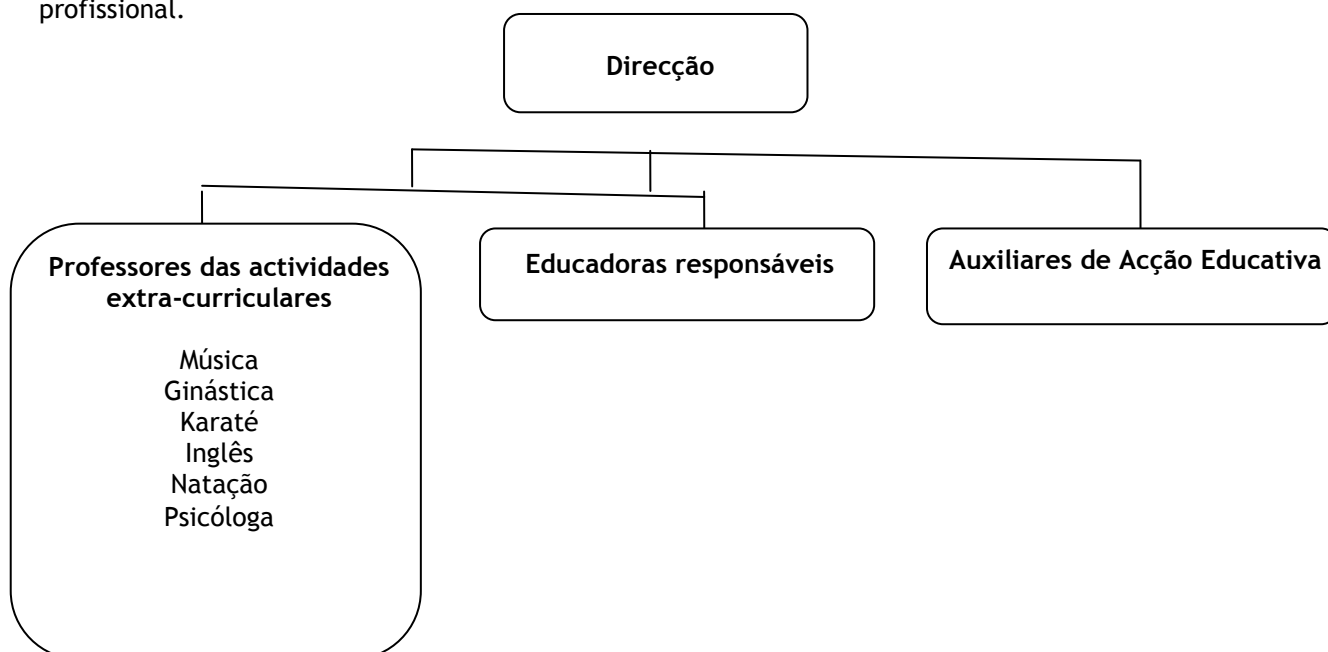 profissional.
Direcção
Professores das actividades
extra-curriculares
Música
Ginástica
Karaté
Inglês
Natação
Psicóloga
Educadoras responsáveis
Auxiliares de Acção Educativa